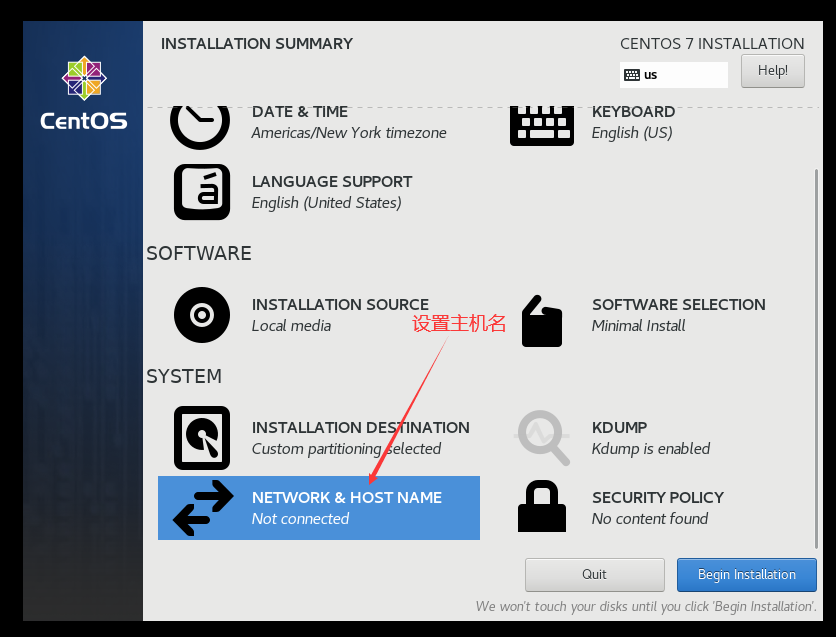 INSTALLATION SUMMARY
CENTOS 7 INSTALLATION
us
Help!
CentOS
DATE & TIME
Americas/New York timezone
KEYBOARD
English (US)
á
LANGUAGE SUPPORT
English (United States)
SOFTWARE
INSTALLATION SOURCE
Local media
设置主机名
SOFTWARE SELECTION
Minimal Install
SYSTEM
INSTALLATION DESTINATION
Custom partitioning selected
KDUMP
Kdump is enabled
NETWORK & HOST NAME
Not connected
SECURITY POLICY
No content found
Quit
Begin Installation
We won't touch your disks until you click 'Begin Installation'.